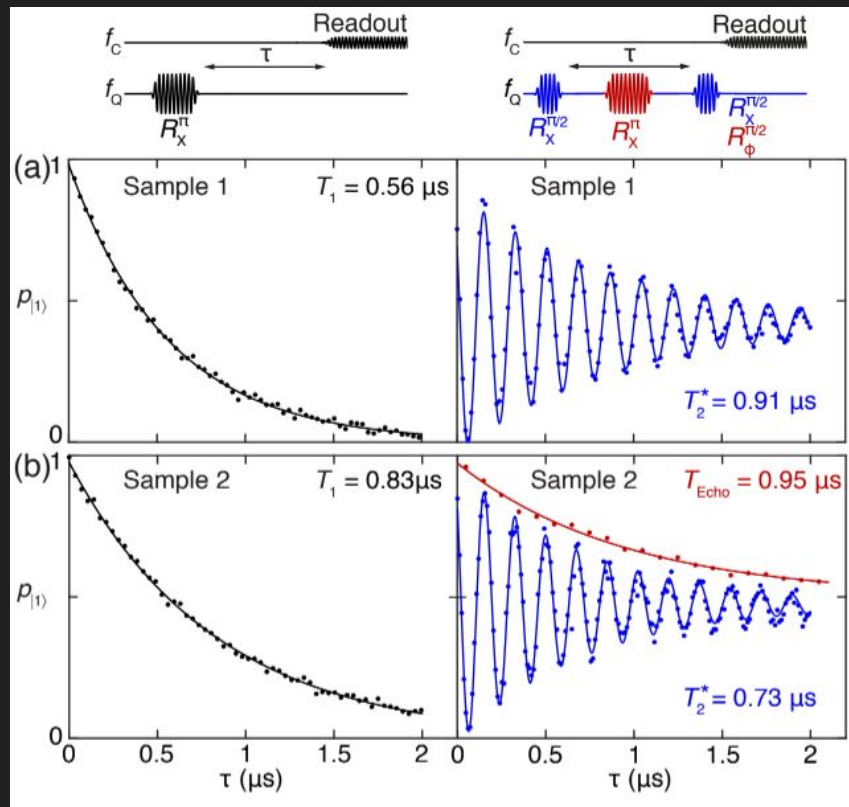 Readout Readout
f_C τ f_C τ
f_Q f_Q
R_X^π R_X^{π/2} R_X^π R_X^{π/2}
R_Φ^{π/2}
(a) 1 Sample 1 T_1 = 0.56 µs Sample 1
p_{|1⟩}
0 T_2^* = 0.91 µs
(b) 1 Sample 2 T_1 = 0.83µs Sample 2 T_{Echo} = 0.95 µs
p_{|1⟩}
T_2^* = 0.73 µs
0
0 0.5 1 1.5 2 0 0.5 1 1.5 2
τ (µs) τ (µs)